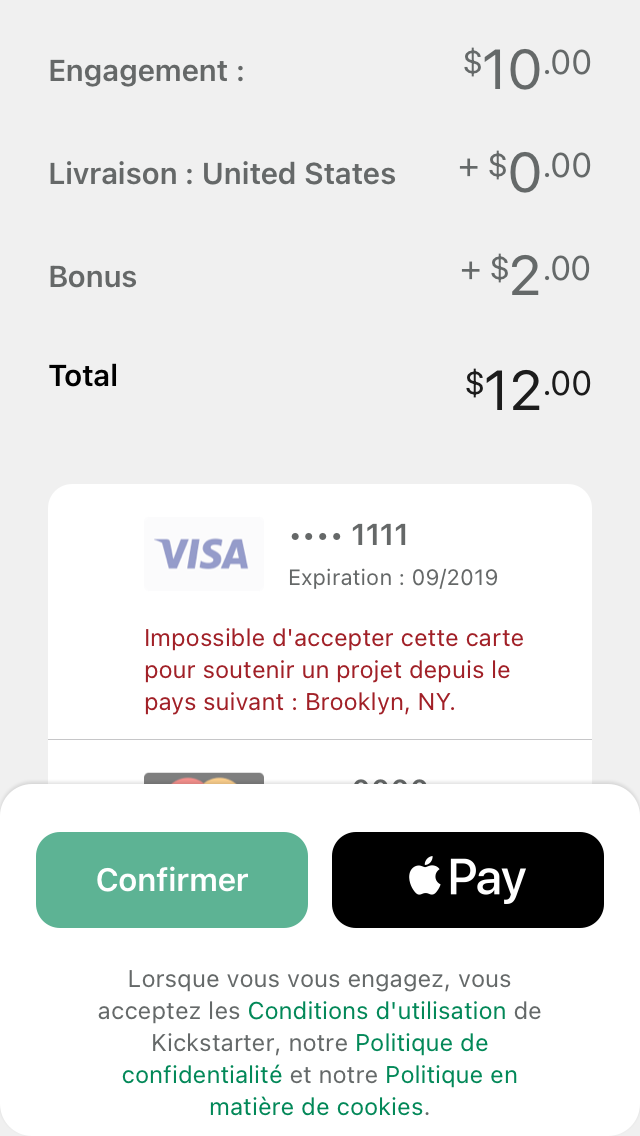 Engagement : $10.00
Livraison : United States + $0.00
Bonus + $2.00
Total $12.00
VISA •••• 1111
Expiration : 09/2019
Impossible d'accepter cette carte
pour soutenir un projet depuis le
pays suivant : Brooklyn, NY.
Confirmer Pay
Lorsque vous vous engagez, vous
acceptez les Conditions d'utilisation de
Kickstarter, notre Politique de
confidentialité et notre Politique en
matière de cookies.